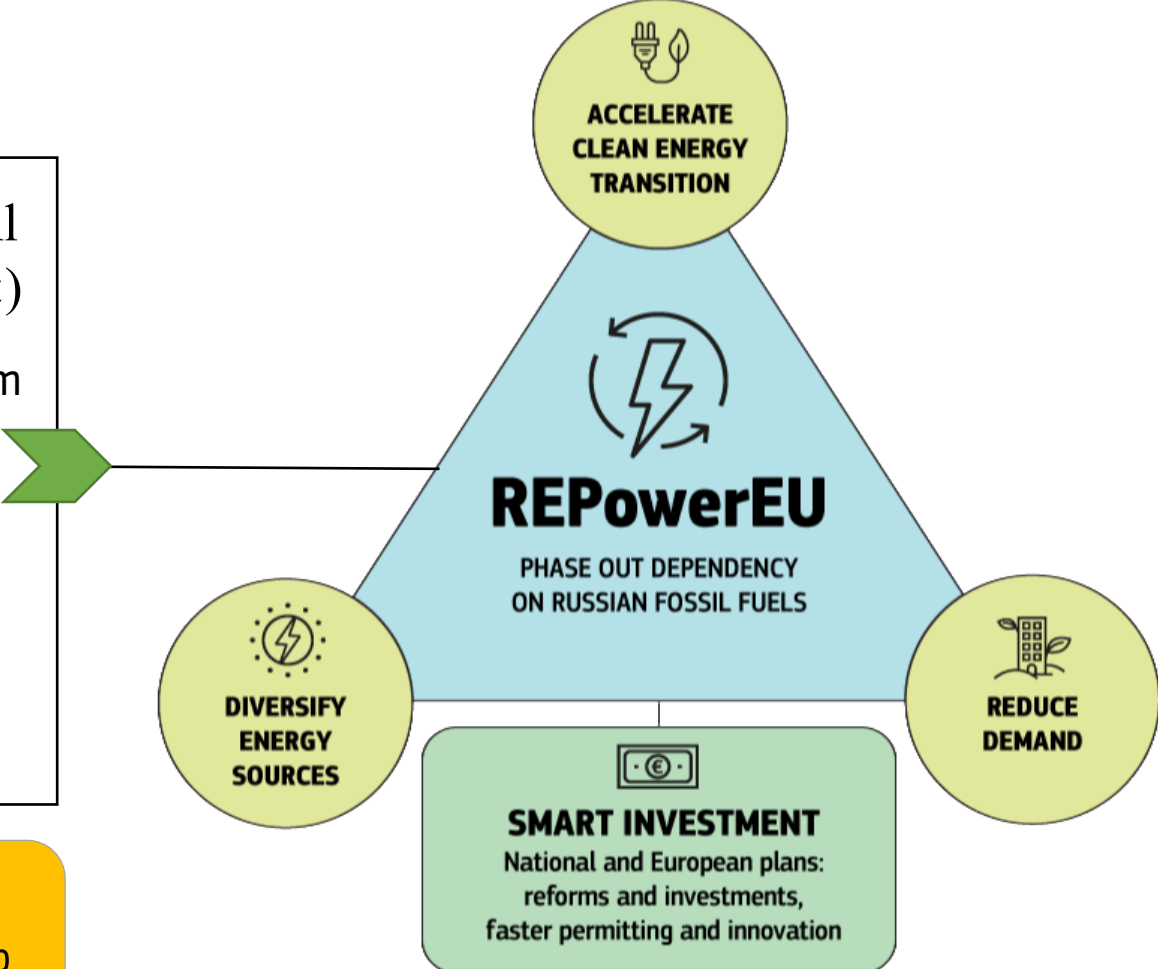 ACCELERATE
CLEAN ENERGY
TRANSITION
REPowerEU
PHASE OUT DEPENDENCY
ON RUSSIAN FOSSIL FUELS
DIVERSIFY
ENERGY
SOURCES
REDUCE
DEMAND
€
SMART INVESTMENT
National and European plans:
reforms and investments,
faster permitting and innovation